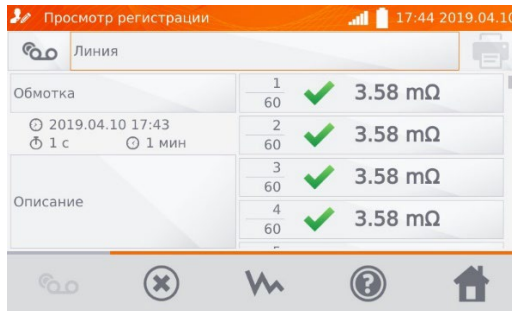 Просмотр регистрации
17:44 2019.04.10
Линия
Обмотка
2019.04.10 17:43
1 с 1 мин
Описание
1
60
3.58 mΩ
2
60
3.58 mΩ
3
60
3.58 mΩ
4
60
3.58 mΩ